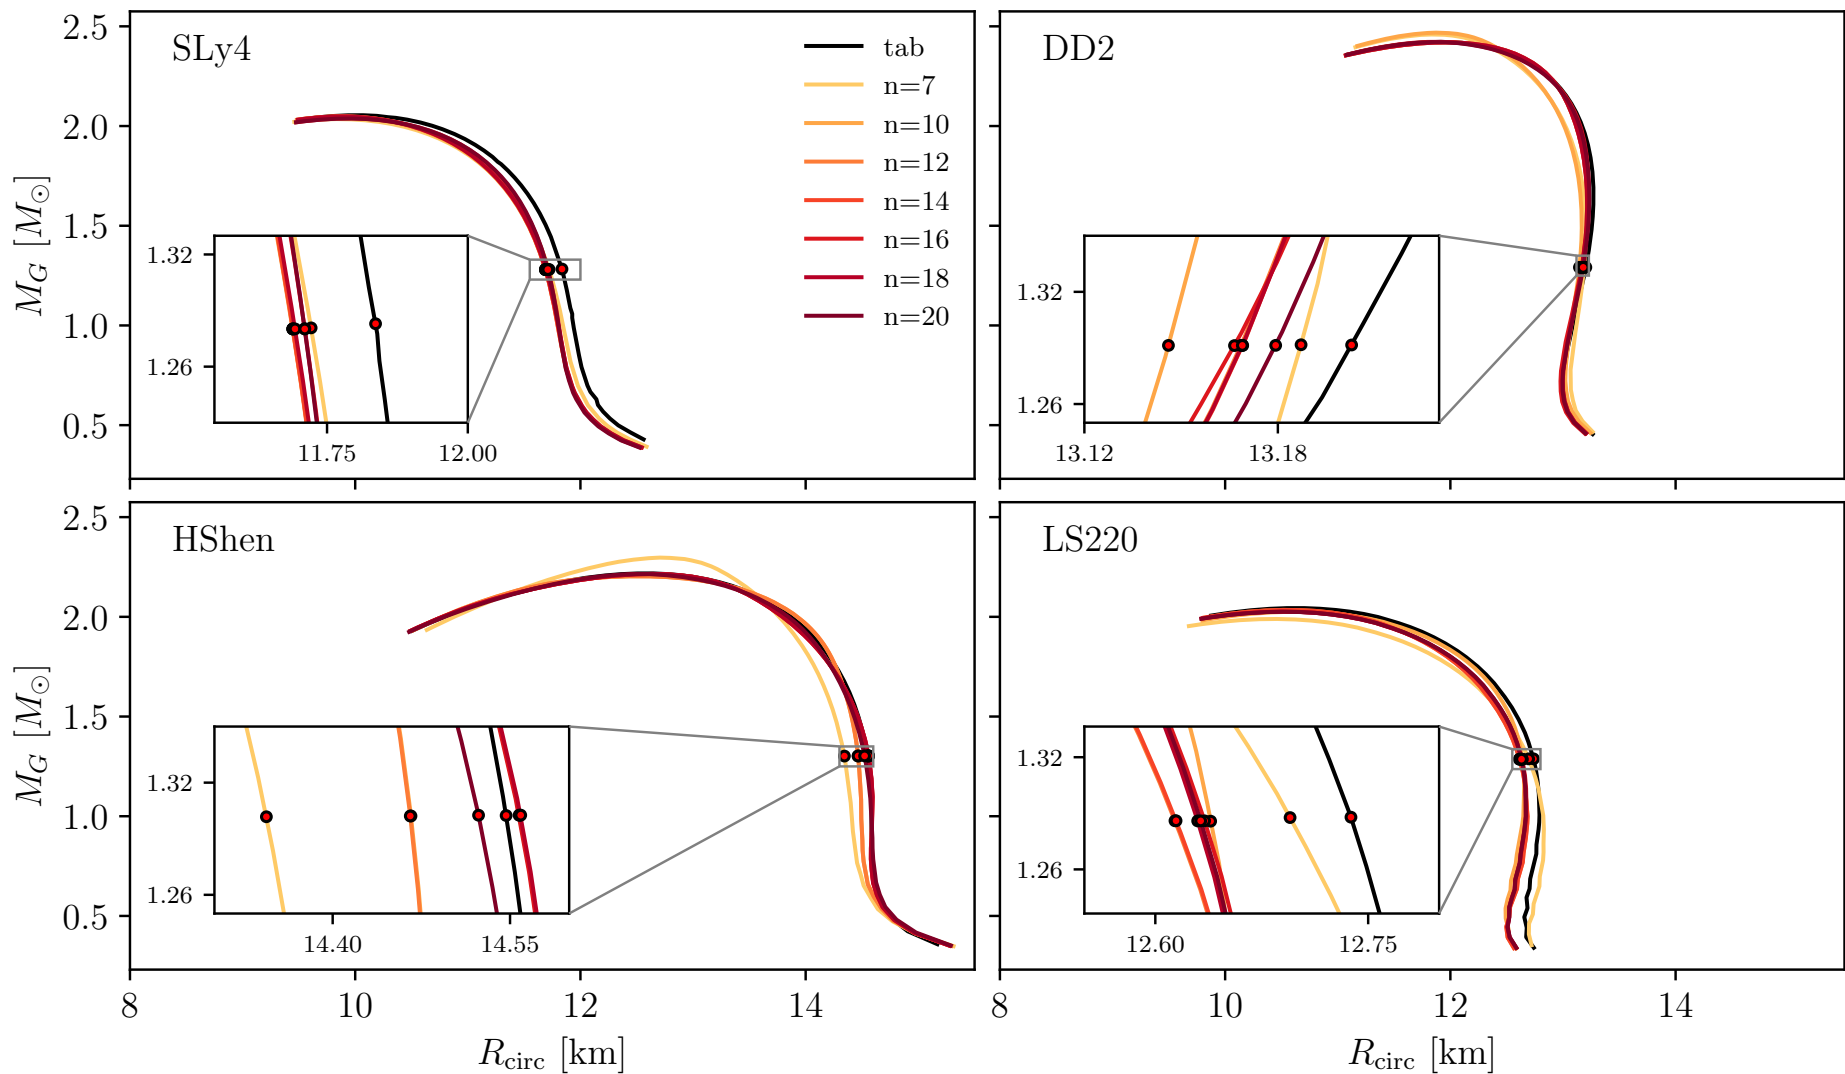 SLy4
tab
n=7
n=10
n=12
n=14
n=16
n=18
n=20
2.5
2.0
1.5
1.0
0.5
M_G [M_⊙]
1.32
1.26
11.75
12.00
DD2
1.32
1.26
13.12
13.18
HShen
2.5
2.0
1.5
1.0
0.5
M_G [M_⊙]
1.32
1.26
14.40
14.55
8
10
12
14
R_circ [km]
LS220
1.32
1.26
12.60
12.75
8
10
12
14
R_circ [km]